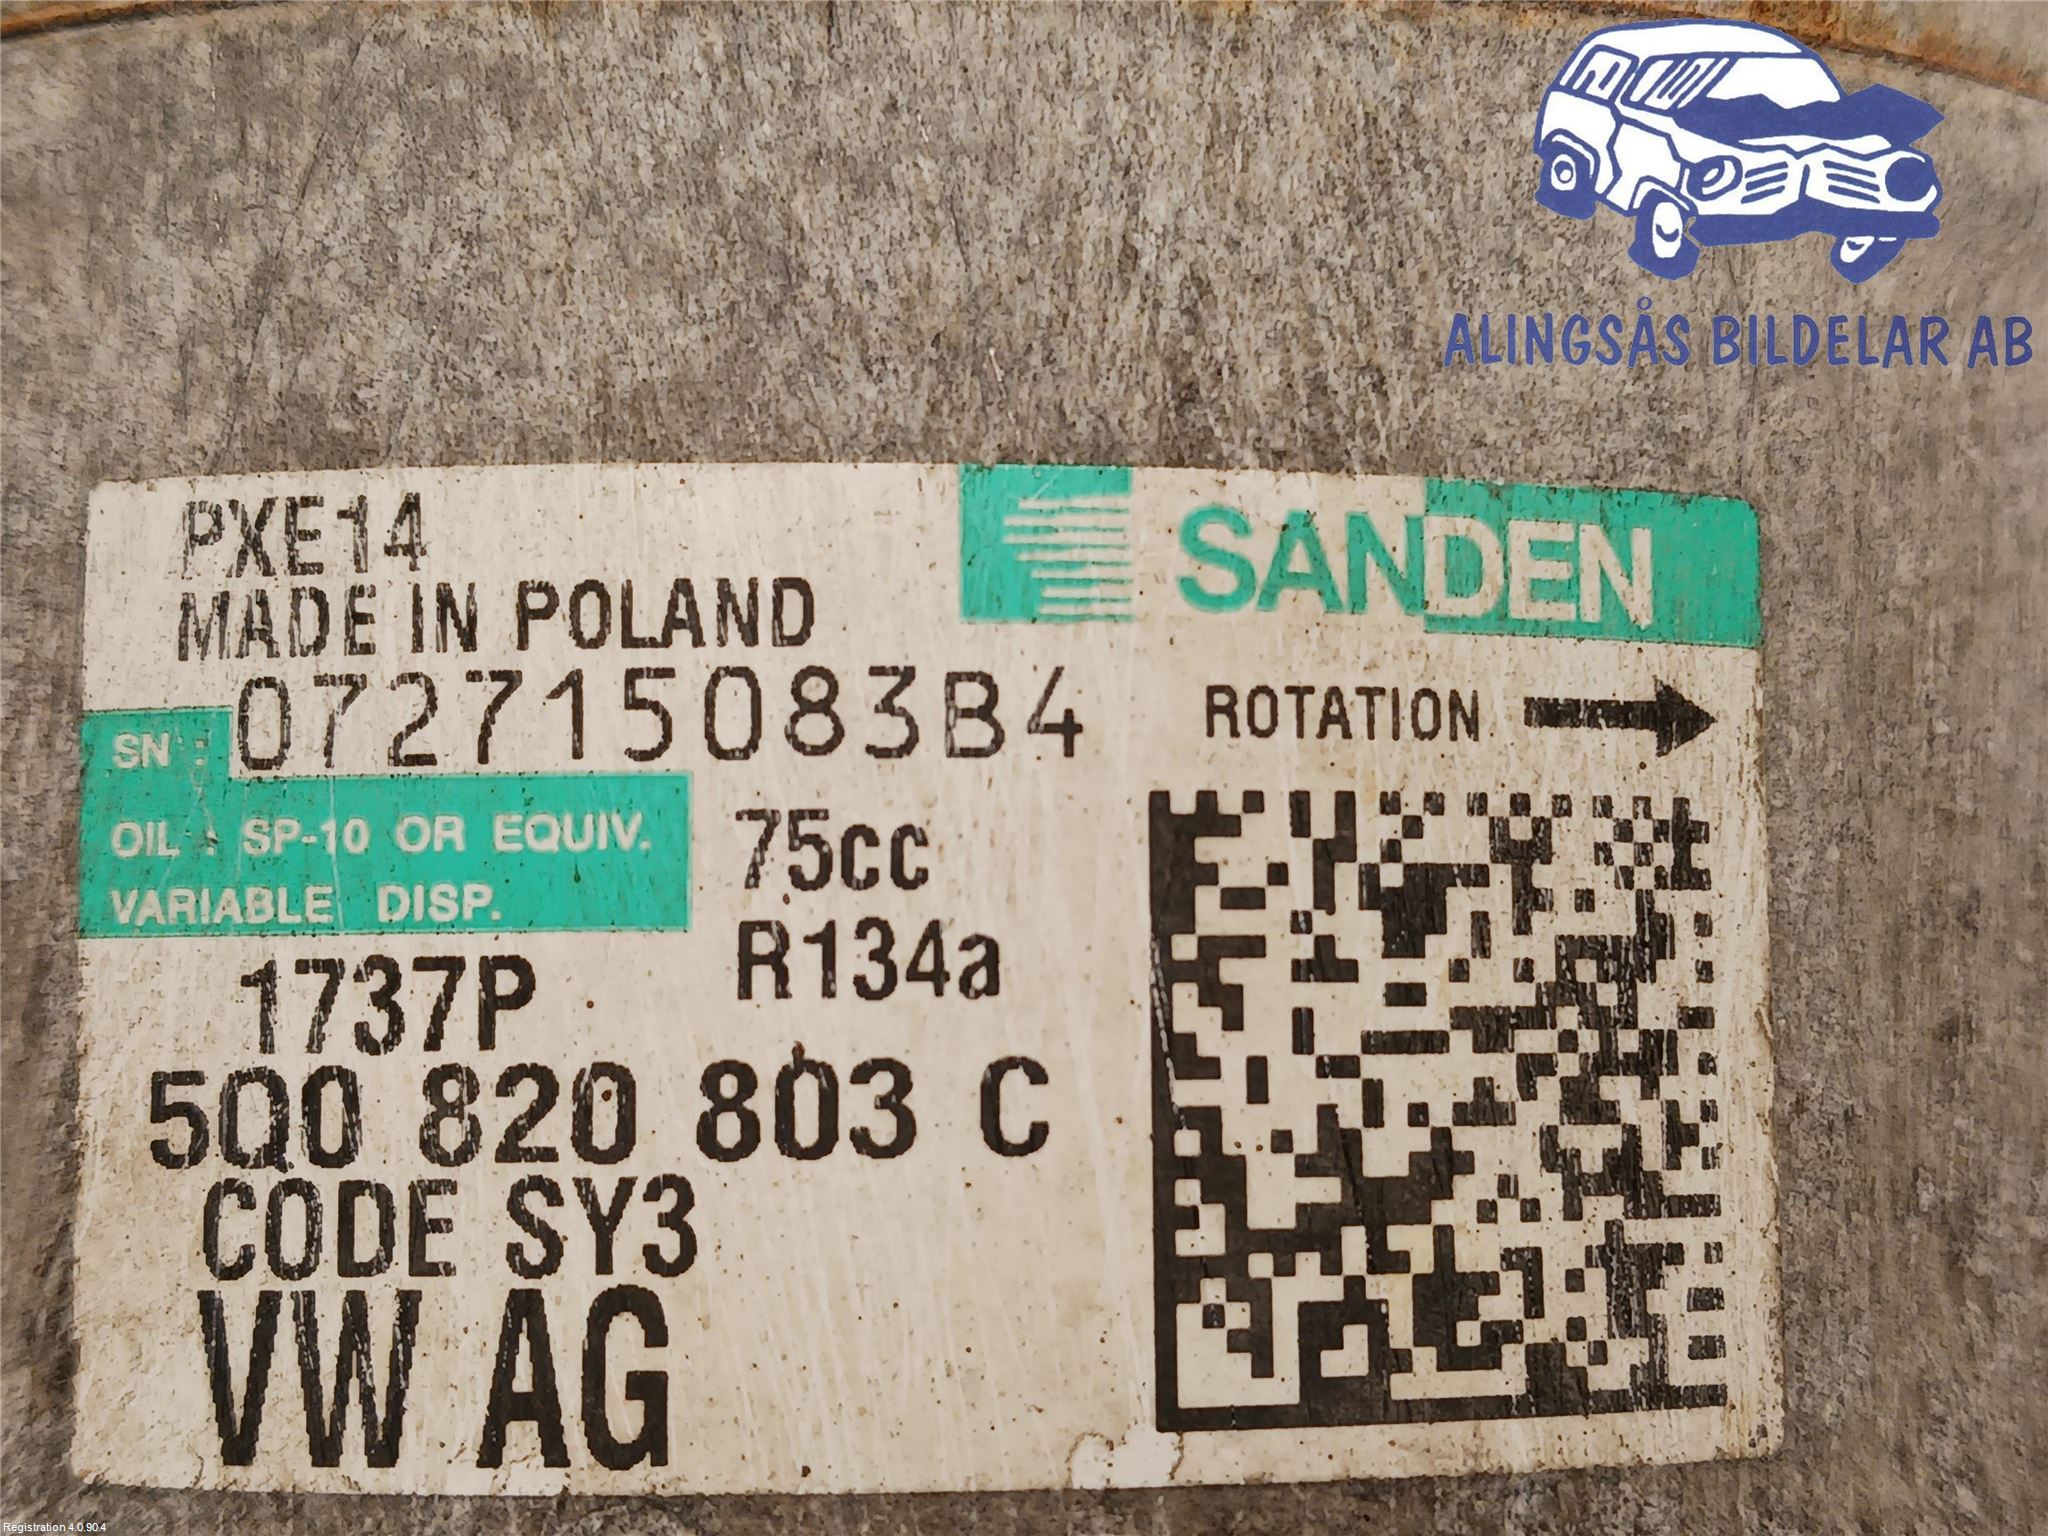 ALINGSÅS BILDELAR AB
PXE14
SANDEN
MADE IN POLAND
SN : 072715083B4
ROTATION
OIL : SP-10 OR EQUIV.
75cc
VARIABLE DISP.
R134a
1737P
5Q0 820 803 C
CODE SY3
VW AG
Registration 4.0.90.4